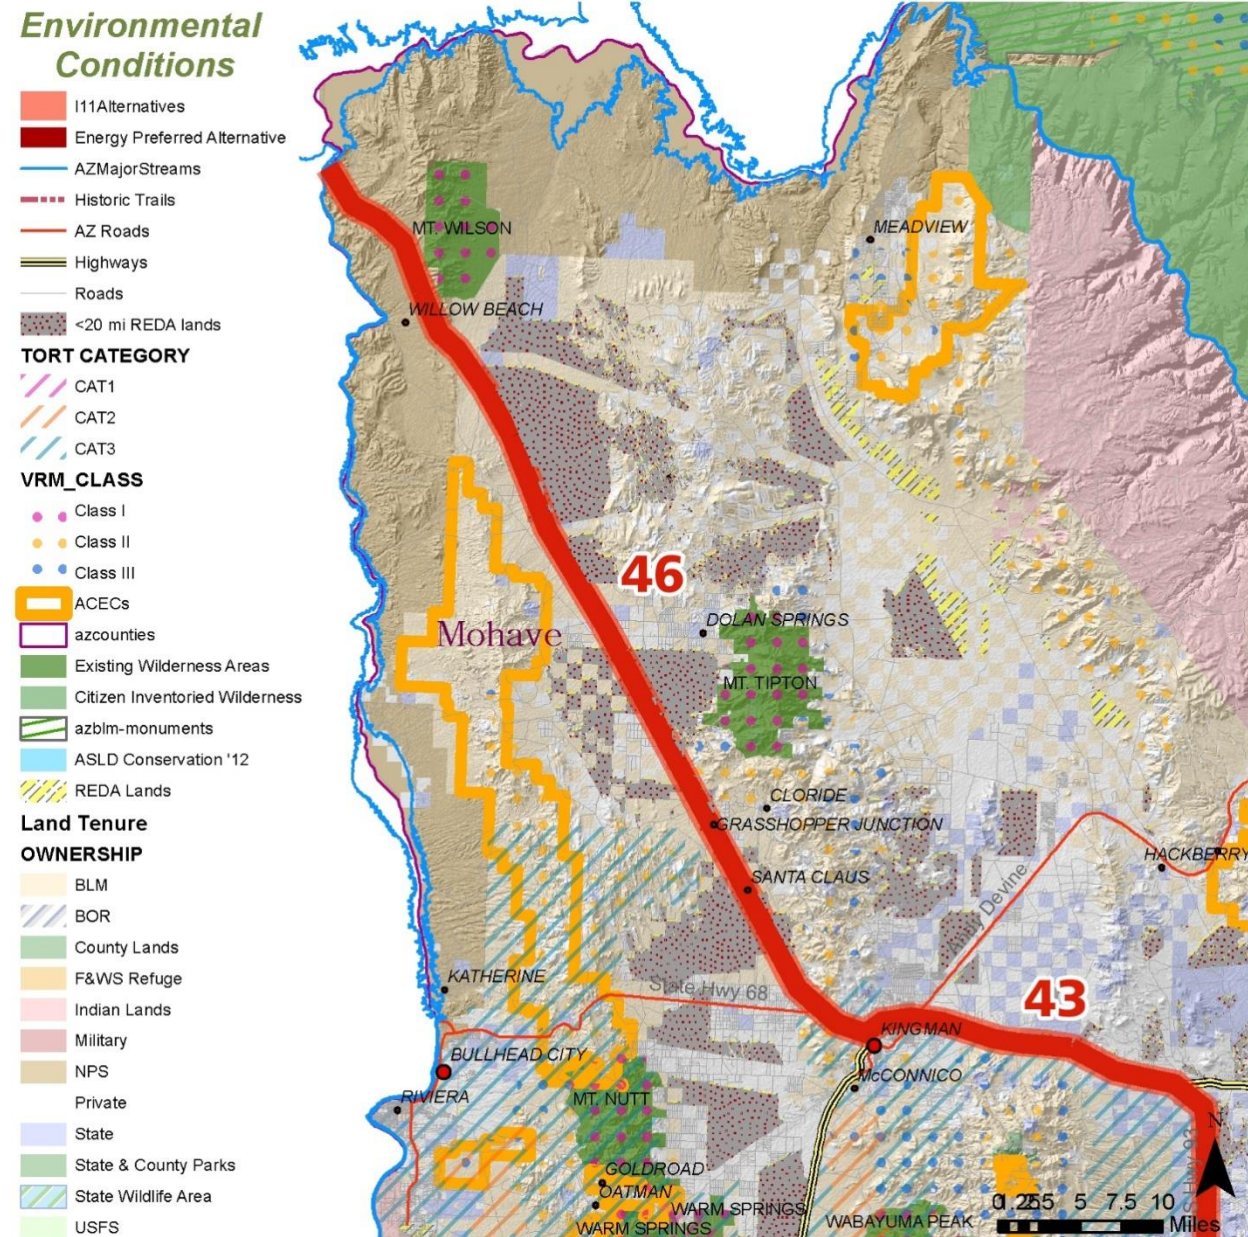 Environmental
Conditions
I11Alternatives
Energy Preferred Alternative
AZMajorStreams
Historic Trails
AZ Roads
Highways
Roads
<20 mi REDA lands
TORT CATEGORY
CAT1
CAT2
CAT3
VRM_CLASS
Class I
Class II
Class III
ACECs
azcounties
Existing Wilderness Areas
Citizen Inventoried Wilderness
azblm-monuments
ASLD Conservation '12
REDA Lands
Land Tenure
OWNERSHIP
BLM
BOR
County Lands
F&WS Refuge
Indian Lands
Military
NPS
Private
State
State & County Parks
State Wildlife Area
USFS
MT. WILSON
MEADVIEW
WILLOW BEACH
46
DOLAN SPRINGS
Mohave
MT. TIPTON
CLORIDE
GRASSHOPPER JUNCTION
HACKBERRY
SANTA CLAUS
Andy Devine
KATHERINE
State Hwy 68
43
KINGMAN
BULLHEAD CITY
McCONNICO
RIVIERA
MT. NUTT
GOLDROAD
OATMAN
WARM SPRINGS
WARM SPRINGS
WABAYUMA PEAK
N
0 1.25 2.5 5 7.5 10
Miles